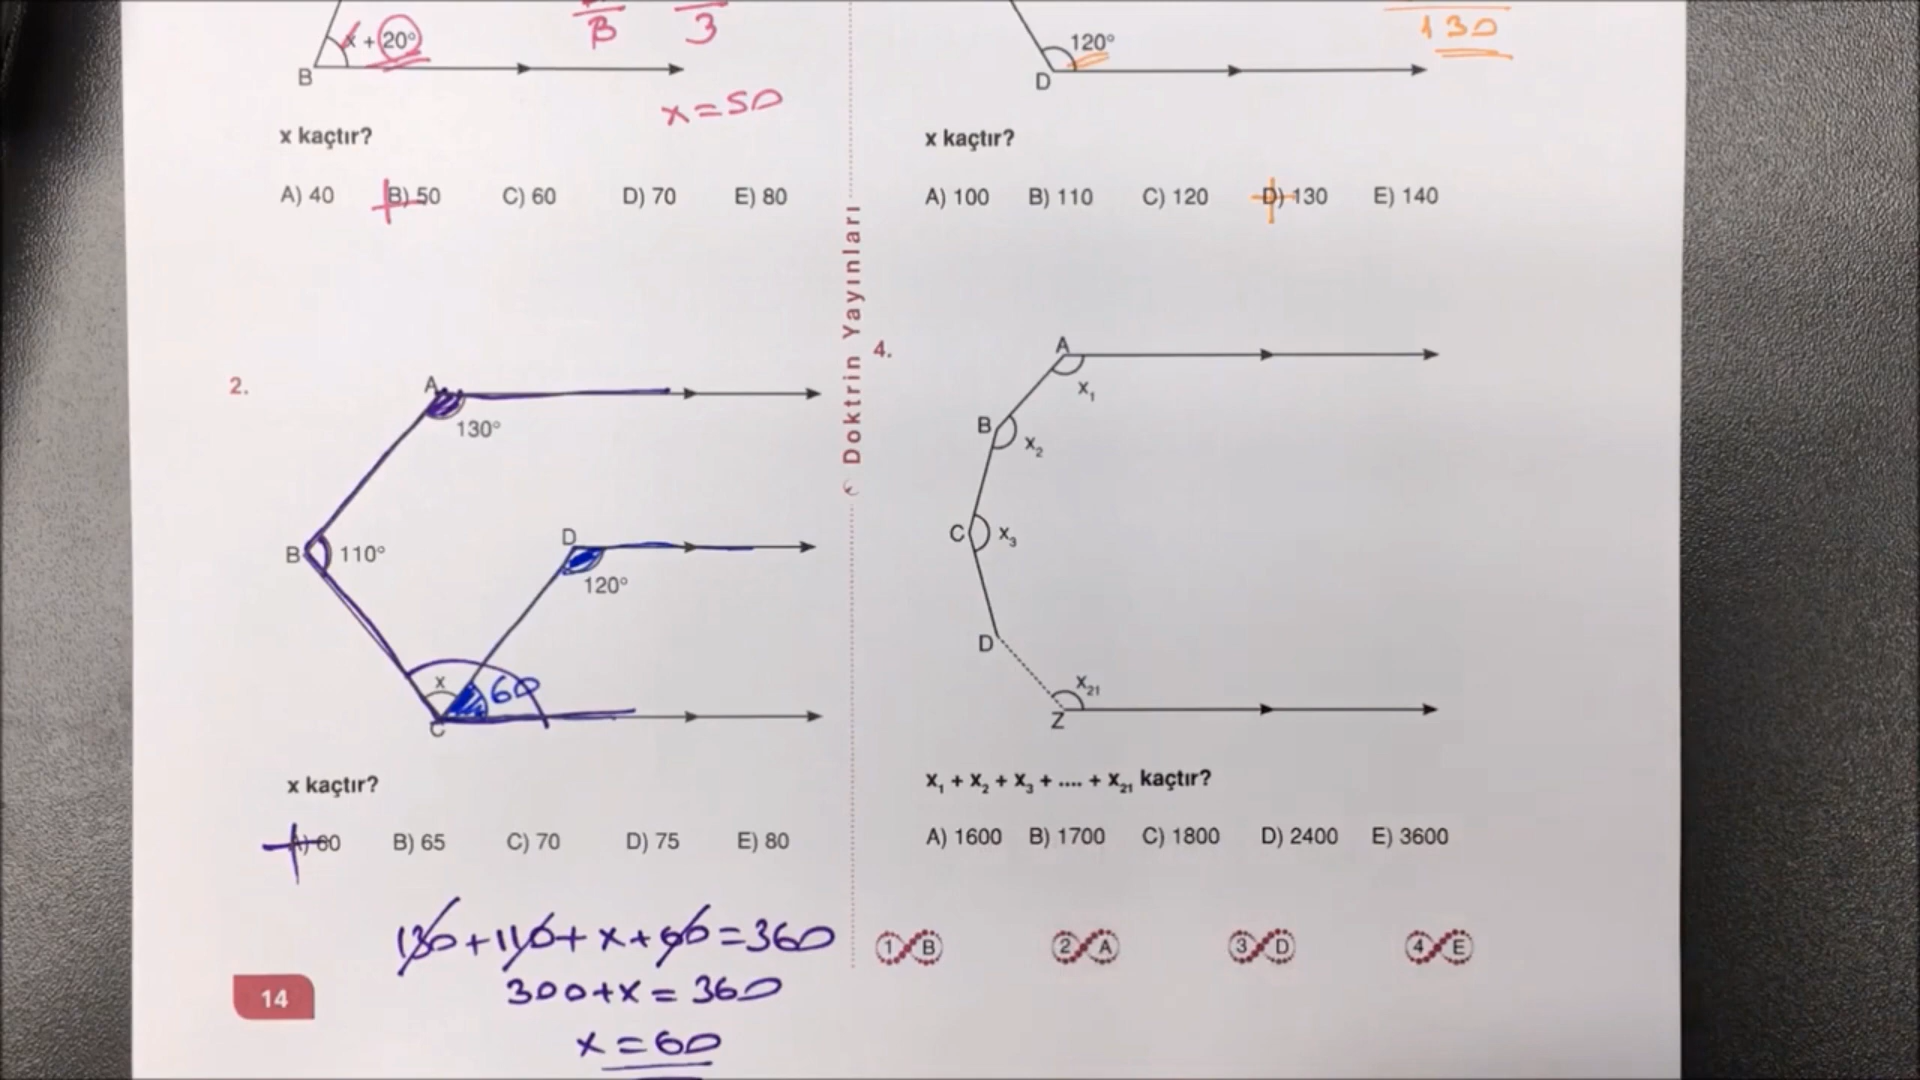 x + 20°
B
β
3
x=50
x kaçtır?
A) 40 B) 50 C) 60 D) 70 E) 80
2.
A
130°
B
110°
D
120°
x
60
C
x kaçtır?
A) 60 B) 65 C) 70 D) 75 E) 80
130+110+x+60=360
300+x=360
x=60
14
Doktrin Yayınları
130
120°
D
x kaçtır?
A) 100 B) 110 C) 120 D) 130 E) 140
4.
A
x₁
B
x₂
C
x₃
D
x₂₁
Z
x₁ + x₂ + x₃ + .... + x₂₁ kaçtır?
A) 1600 B) 1700 C) 1800 D) 2400 E) 3600
1 B 2 A 3 D 4 E